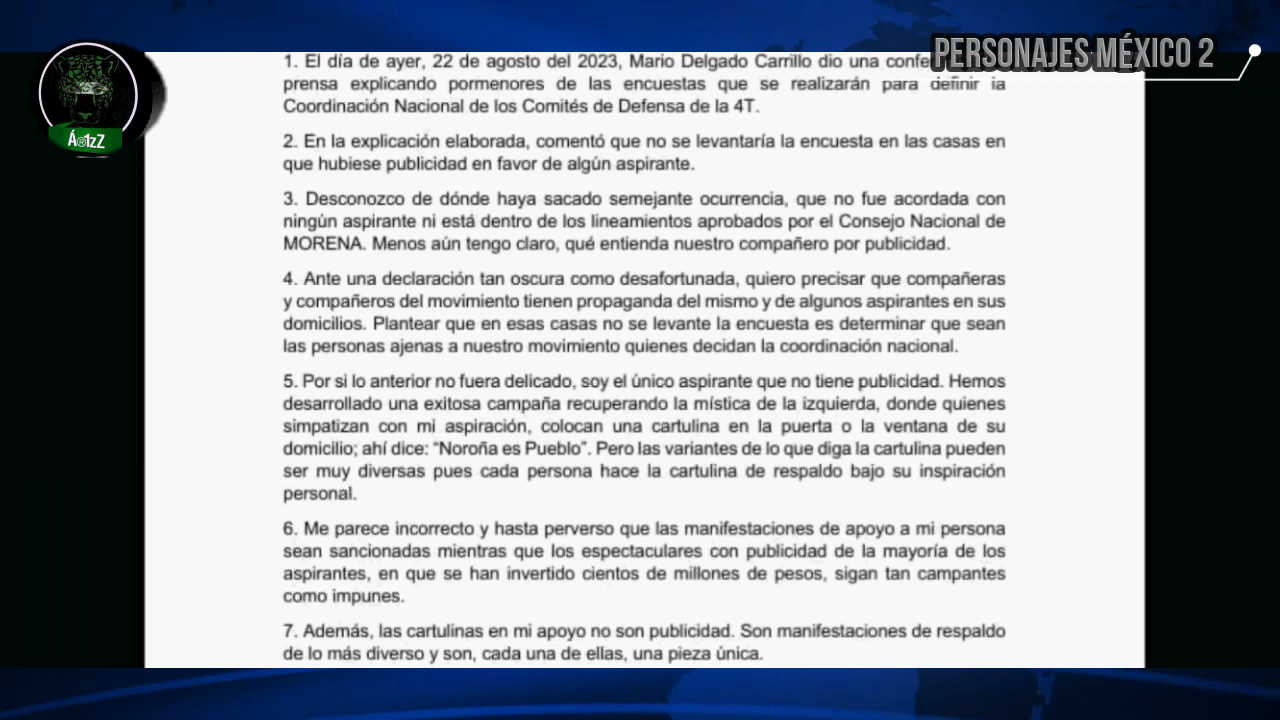 PERSONAJES MÉXICO 2
1. El día de ayer, 22 de agosto del 2023, Mario Delgado Carrillo dio una
prensa explicando pormenores de las encuestas que se realizarán para definir la
Coordinación Nacional de los Comités de Defensa de la 4T.
2. En la explicación elaborada, comentó que no se levantaría la encuesta en las casas en
que hubiese publicidad en favor de algún aspirante.
3. Desconozco de dónde haya sacado semejante ocurrencia, que no fue acordada con
ningún aspirante ni está dentro de los lineamientos aprobados por el Consejo Nacional de
MORENA. Menos aún tengo claro, qué entienda nuestro compañero por publicidad.
4. Ante una declaración tan oscura como desafortunada, quiero precisar que compañeras
y compañeros del movimiento tienen propaganda del mismo y de algunos aspirantes en sus
domicilios. Plantear que en esas casas no se levante la encuesta es determinar que sean
las personas ajenas a nuestro movimiento quienes decidan la coordinación nacional.
5. Por si lo anterior no fuera delicado, soy el único aspirante que no tiene publicidad. Hemos
desarrollado una exitosa campaña recuperando la mística de la izquierda, donde quienes
simpatizan con mi aspiración, colocan una cartulina en la puerta o la ventana de su
domicilio; ahí dice: “Noroña es Pueblo”. Pero las variantes de lo que diga la cartulina pueden
ser muy diversas pues cada persona hace la cartulina de respaldo bajo su inspiración
personal.
6. Me parece incorrecto y hasta perverso que las manifestaciones de apoyo a mi persona
sean sancionadas mientras que los espectaculares con publicidad de la mayoría de los
aspirantes, en que se han invertido cientos de millones de pesos, sigan tan campantes
como impunes.
7. Además, las cartulinas en mi apoyo no son publicidad. Son manifestaciones de respaldo
de lo más diverso y son, cada una de ellas, una pieza única.